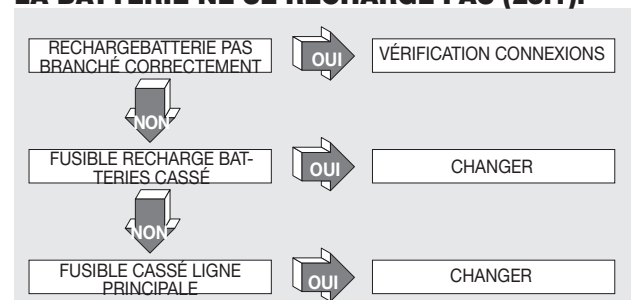 LA BATTERIE NE SE RECHARGE PAS (ZSIT).
RECHARGEBATTERIE PAS
BRANCHÉ CORRECTEMENT
OUI
VÉRIFICATION CONNEXIONS
NON
FUSIBLE RECHARGE BAT-
TERIES CASSÉ
OUI
CHANGER
NON
FUSIBLE CASSÉ LIGNE
PRINCIPALE
OUI
CHANGER